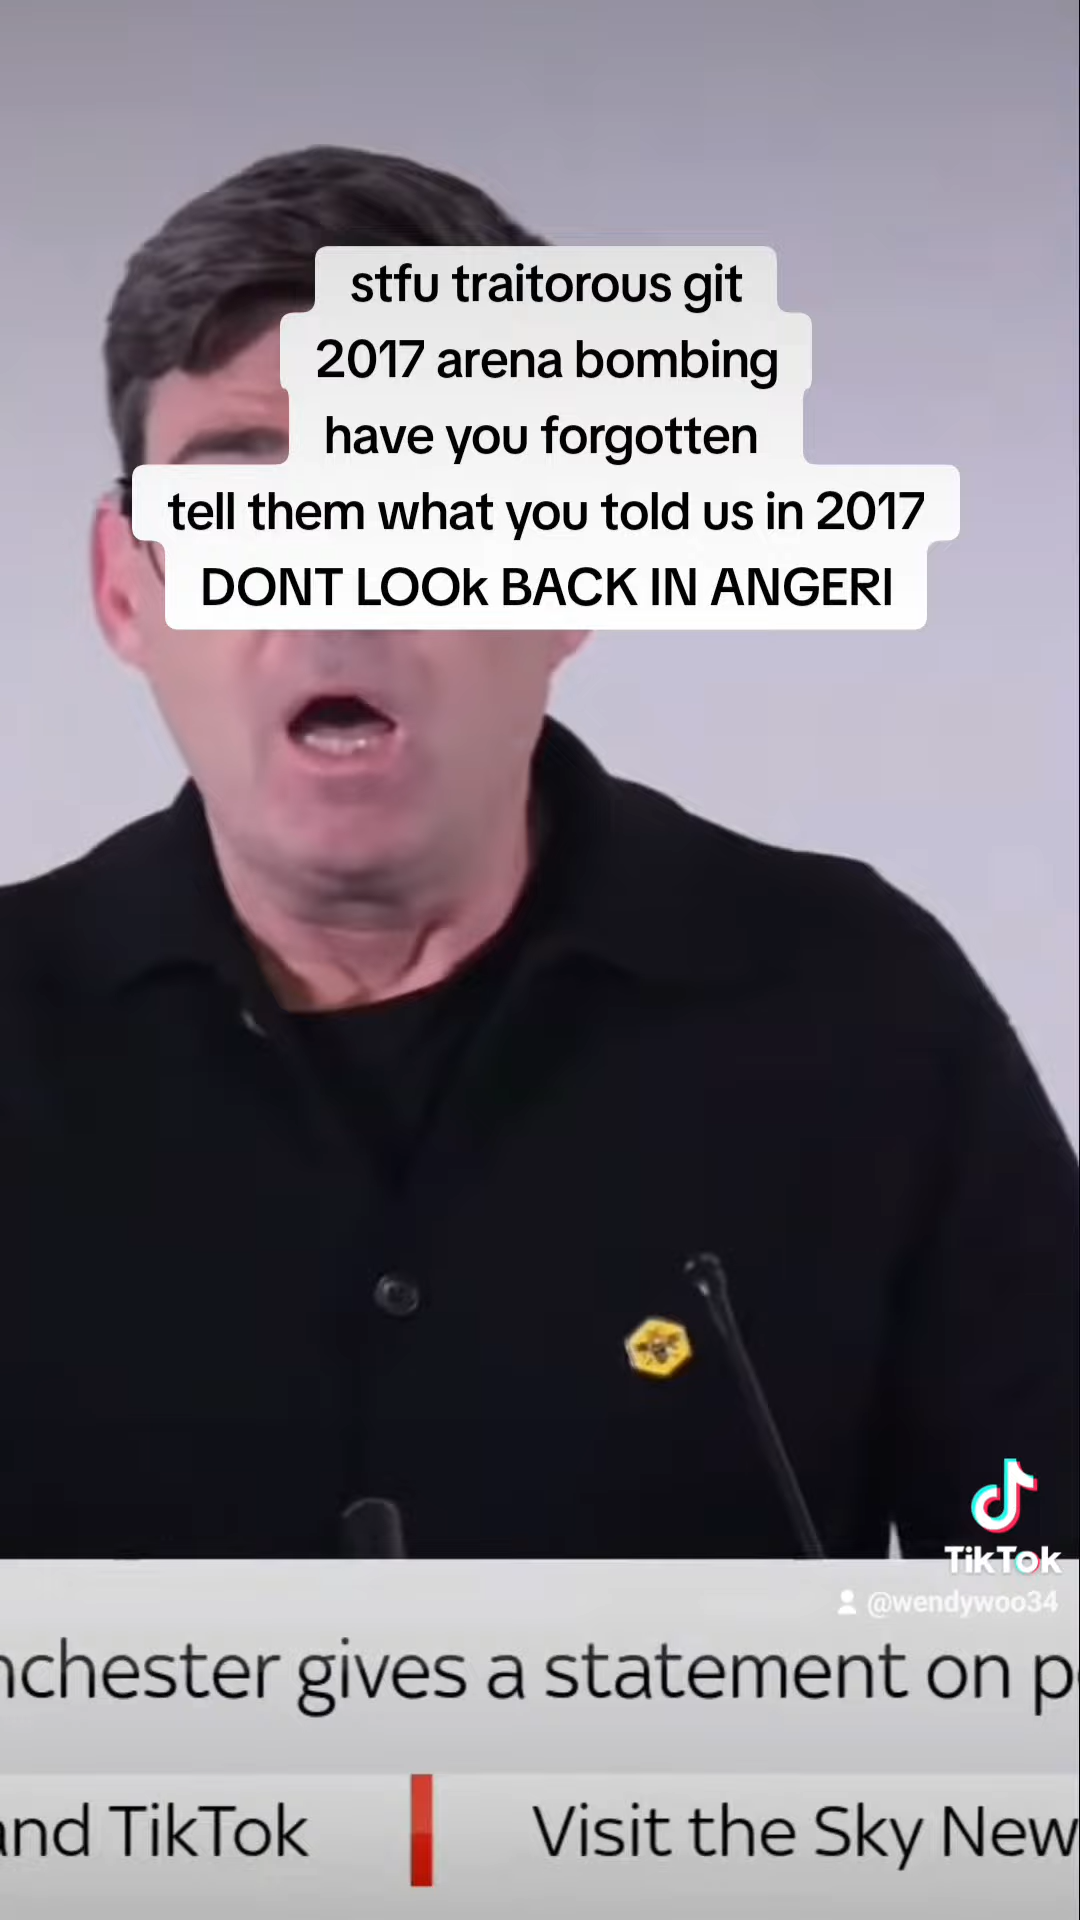 stfu traitorous git
2017 arena bombing
have you forgotten
tell them what you told us in 2017
DONT LOOk BACK IN ANGERI
TikTok
@wendywoo34
nchester gives a statement on p
and TikTok
Visit the Sky New